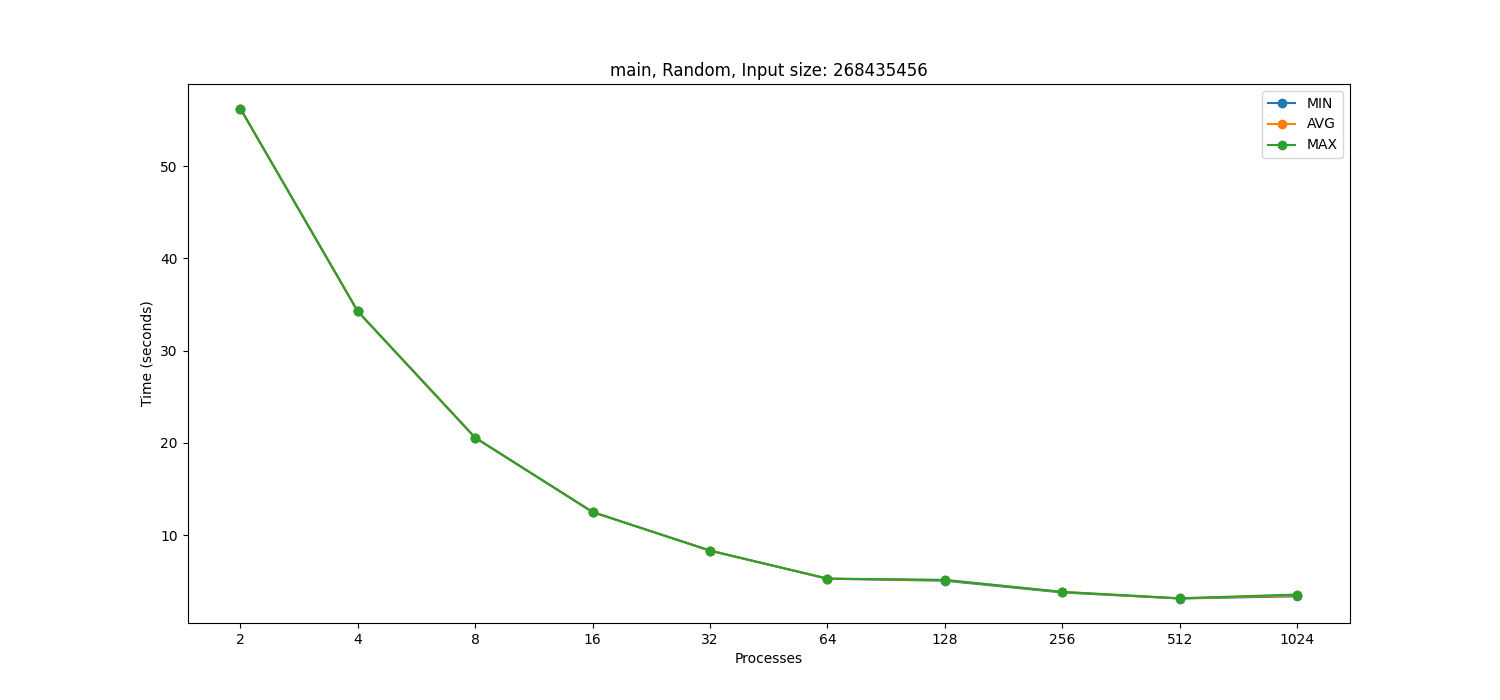 main, Random, Input size: 268435456
MIN
AVG
MAX
Time (seconds)
50
40
30
20
10
2 4 8 16 32 64 128 256 512 1024
Processes